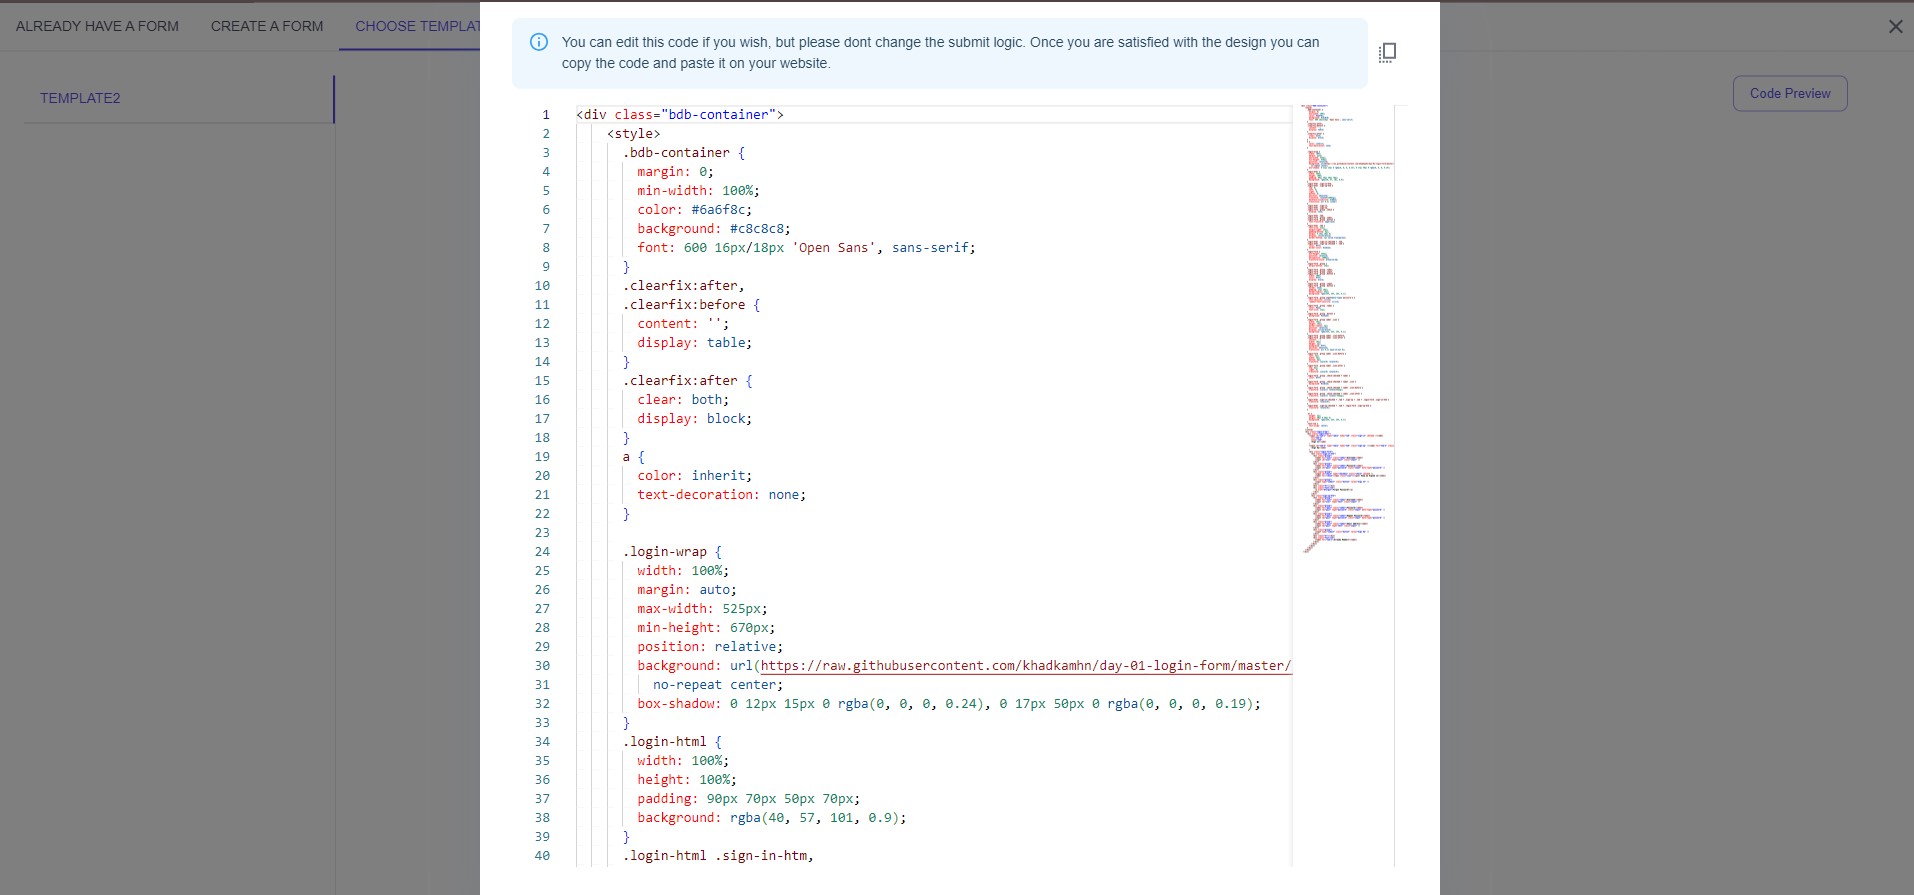 ALREADY HAVE A FORM CREATE A FORM CHOOSE TEMPLAT
TEMPLATE2
Code Preview
You can edit this code if you wish, but please dont change the submit logic. Once you are satisfied with the design you can
copy the code and paste it on your website.
1 <div class="bdb-container">
2 <style>
3 .bdb-container {
4 margin: 0;
5 min-width: 100%;
6 color: #6a6f8c;
7 background: #c8c8c8;
8 font: 600 16px/18px 'Open Sans', sans-serif;
9 }
10 .clearfix:after,
11 .clearfix:before {
12 content: '';
13 display: table;
14 }
15 .clearfix:after {
16 clear: both;
17 display: block;
18 }
19 a {
20 color: inherit;
21 text-decoration: none;
22 }
23
24 .login-wrap {
25 width: 100%;
26 margin: auto;
27 max-width: 525px;
28 min-height: 670px;
29 position: relative;
30 background: url(https://raw.githubusercontent.com/khadkamhn/day-01-login-form/master/
31 no-repeat center;
32 box-shadow: 0 12px 15px 0 rgba(0, 0, 0, 0.24), 0 17px 50px 0 rgba(0, 0, 0, 0.19);
33 }
34 .login-html {
35 width: 100%;
36 height: 100%;
37 padding: 90px 70px 50px 70px;
38 background: rgba(40, 57, 101, 0.9);
39 }
40 .login-html .sign-in-htm,